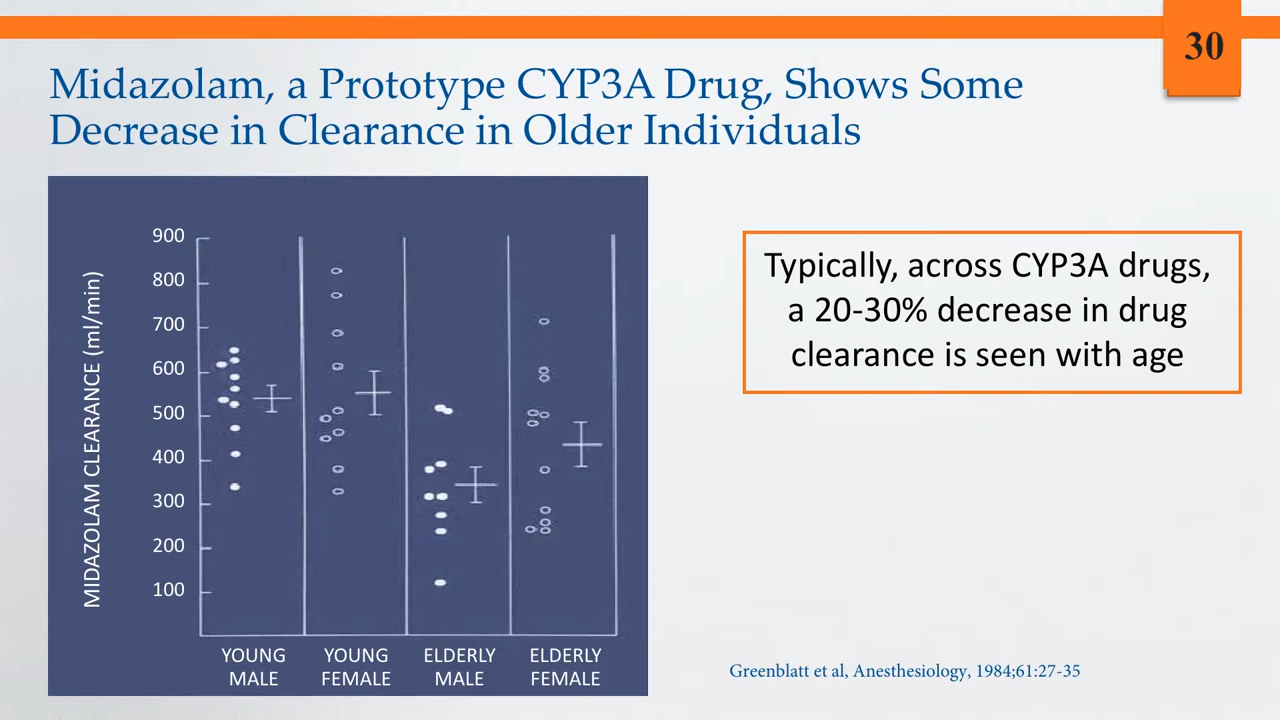 30
Midazolam, a Prototype CYP3A Drug, Shows Some
Decrease in Clearance in Older Individuals
MIDAZOLAM CLEARANCE (ml/min)
900
800
700
600
500
400
300
200
100
YOUNG MALE
YOUNG FEMALE
ELDERLY MALE
ELDERLY FEMALE
Typically, across CYP3A drugs,
a 20-30% decrease in drug
clearance is seen with age
Greenblatt et al, Anesthesiology, 1984;61:27-35